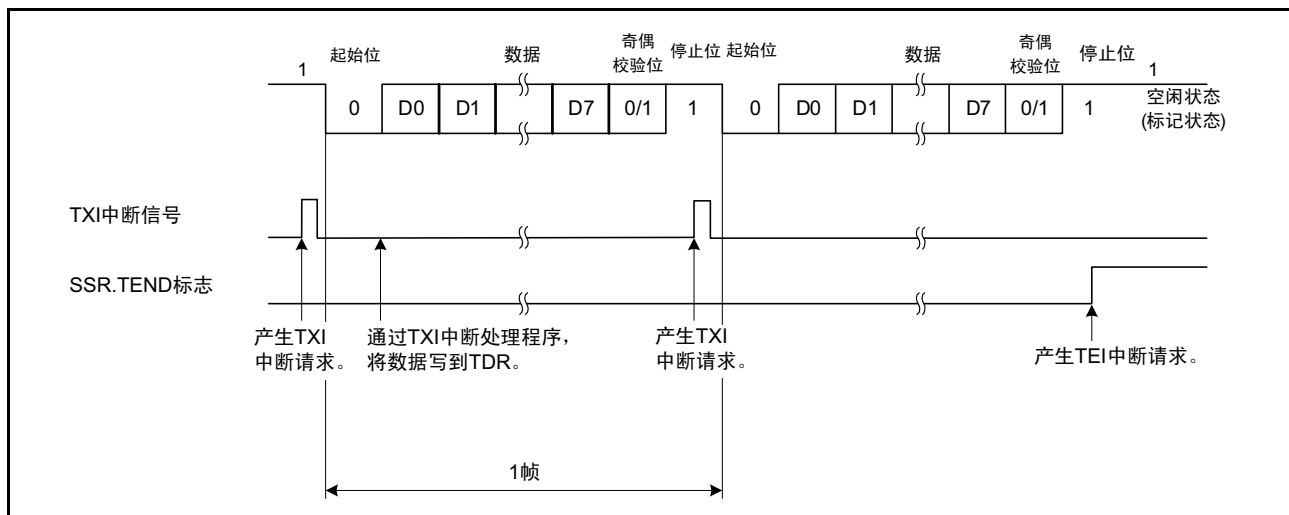 起始位
数据
奇偶
校验位
停止位
起始位
数据
奇偶
校验位
停止位
1
1
0
D0
D1
D7
0/1
1
0
D0
D1
D7
0/1
1
空闲状态
(标记状态)
TXI中断信号
SSR.TEND标志
产生TXI
中断请求。
通过TXI中断处理程序,
将数据写到TDR。
产生TXI
中断请求。
产生TEI中断请求。
1帧